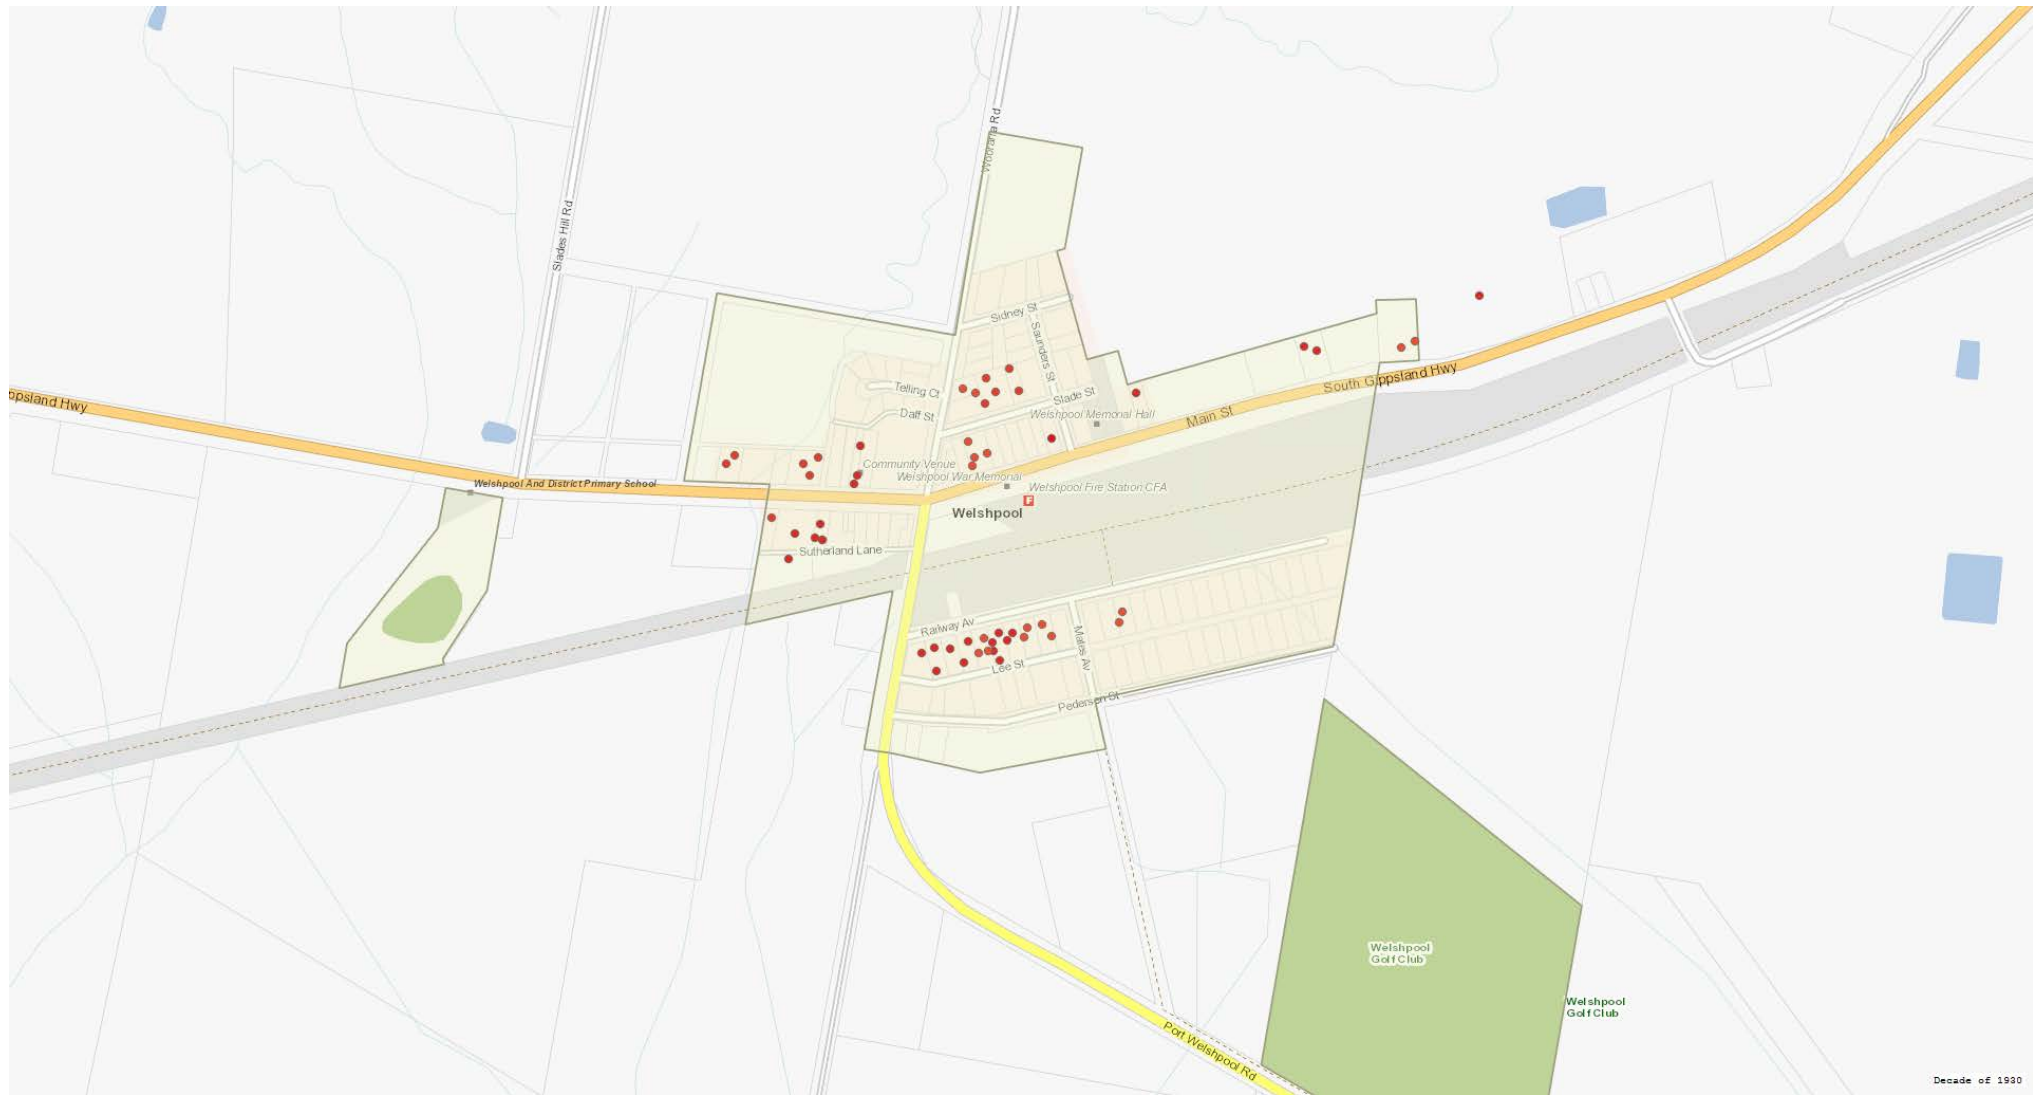 Woorarra Rd
Slades Hill Rd
Sidney St
Saunders St
Telling Ct
Slade St
Daff St
Welshpool Memorial Hall
Main St
South Gippsland Hwy
ppsland Hwy
Community Venue
Welshpool War Memorial
Welshpool And District Primary School
Welshpool Fire Station CFA
F
Welshpool
Sutherland Lane
Railway Av
Males Av
Lee St
Pedersen St
Welshpool
Golf Club
Welshpool
Golf Club
Port Welshpool Rd
Decade of 1930